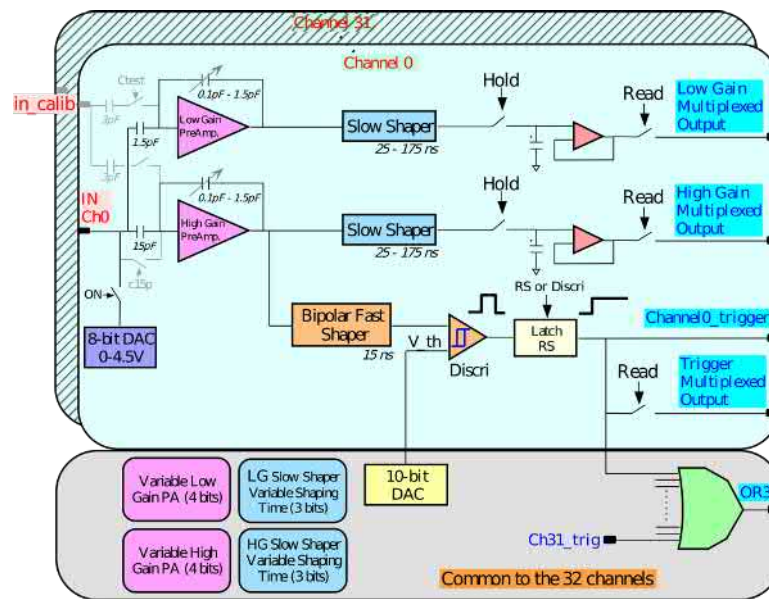 Channel 31
Channel 0
in_calib
Ctest
3pF
0.1pF - 1.5pF
1.5pF
Low Gain
PreAmp.
Slow Shaper
25 - 175 ns
Hold
Read
Low Gain
Multiplexed
Output
3pF
0.1pF - 1.5pF
IN
Ch0
15pF
c15p
High Gain
PreAmp.
Slow Shaper
25 - 175 ns
Hold
Read
High Gain
Multiplexed
Output
ON
8-bit DAC
0-4.5V
Bipolar Fast
Shaper
15 ns
V_th
Discri
RS or Discri
Latch
RS
Channel0_trigger
Read
Trigger
Multiplexed
Output
Variable Low
Gain PA (4 bits)
LG Slow Shaper
Variable Shaping
Time (3 bits)
10-bit
DAC
Variable High
Gain PA (4 bits)
HG Slow Shaper
Variable Shaping
Time (3 bits)
Ch31_trig
OR3
Common to the 32 channels